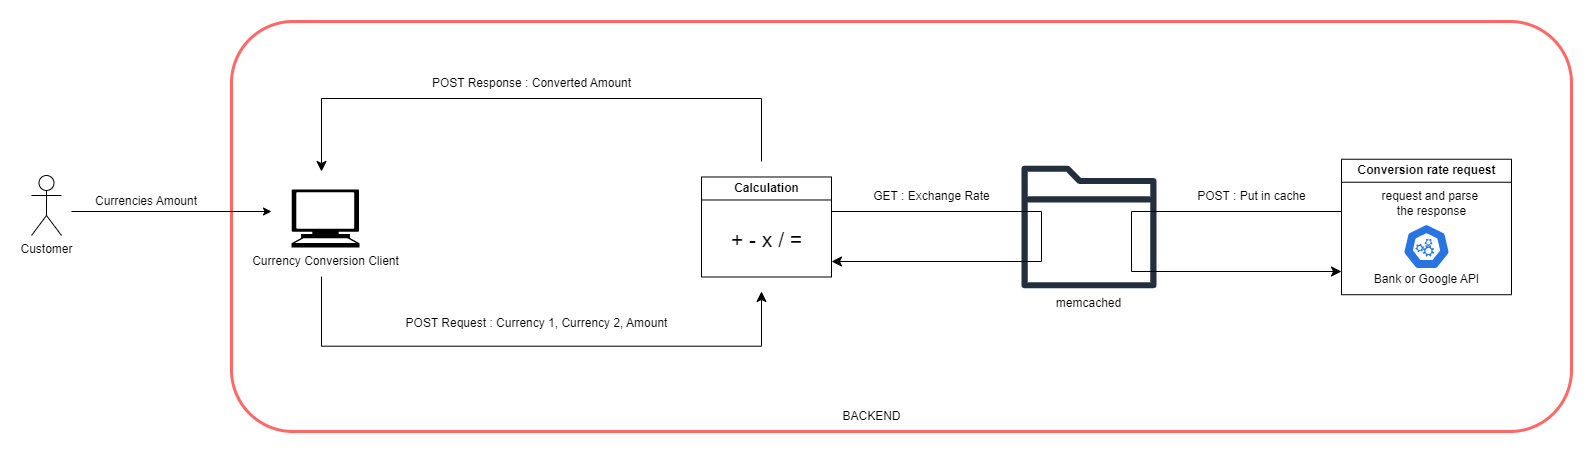 POST Response : Converted Amount
Calculation
Conversion rate request
request and parse
the response
Currencies Amount
GET : Exchange Rate
POST : Put in cache
+ - x / =
Customer
Currency Conversion Client
Bank or Google API
memcached
POST Request : Currency 1, Currency 2, Amount
BACKEND